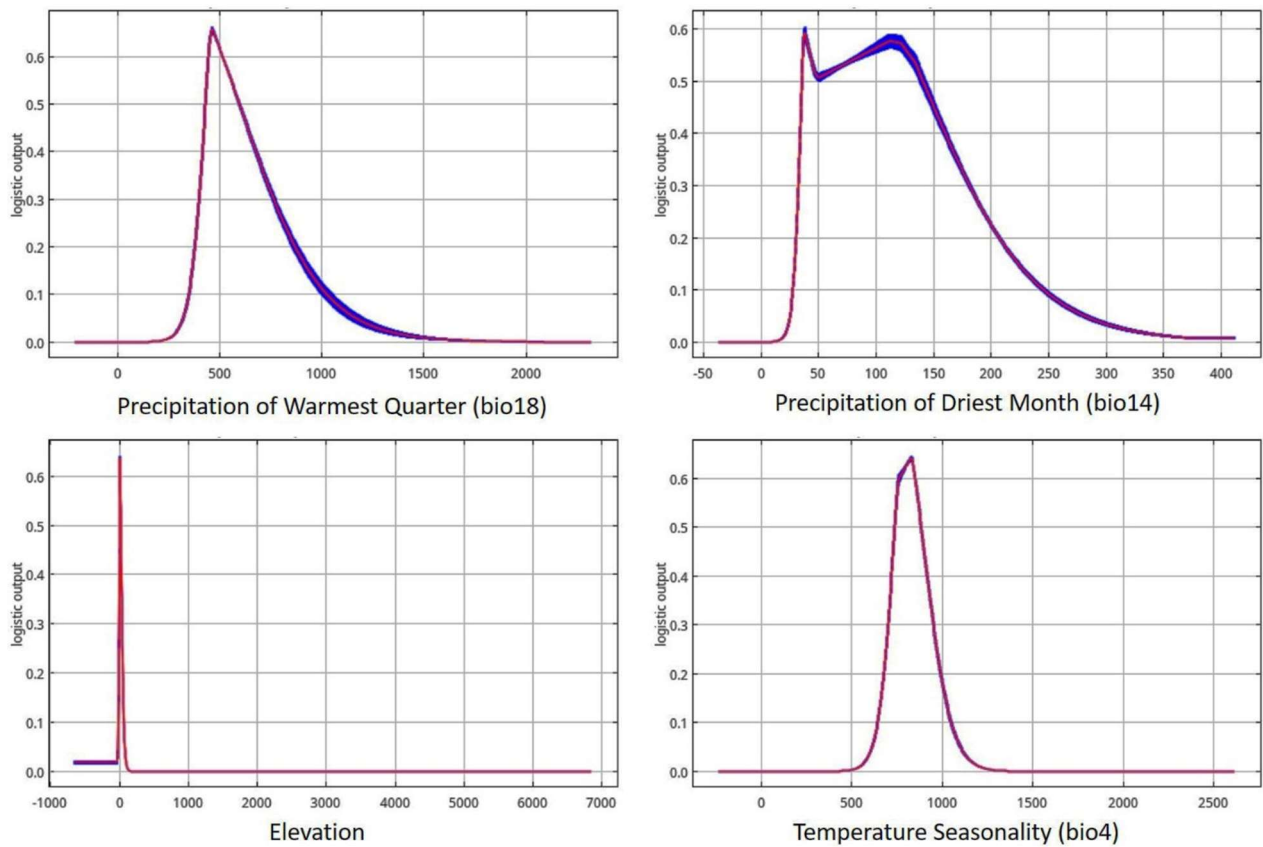 logistic output
0.6
0.5
0.4
0.3
0.2
0.1
0.0
0 500 1000 1500 2000
Precipitation of Warmest Quarter (bio18)
logistic output
0.6
0.5
0.4
0.3
0.2
0.1
0.0
-50 0 50 100 150 200 250 300 350 400
Precipitation of Driest Month (bio14)
logistic output
0.6
0.5
0.4
0.3
0.2
0.1
0.0
-1000 0 1000 2000 3000 4000 5000 6000 7000
Elevation
logistic output
0.6
0.5
0.4
0.3
0.2
0.1
0.0
0 500 1000 1500 2000 2500
Temperature Seasonality (bio4)